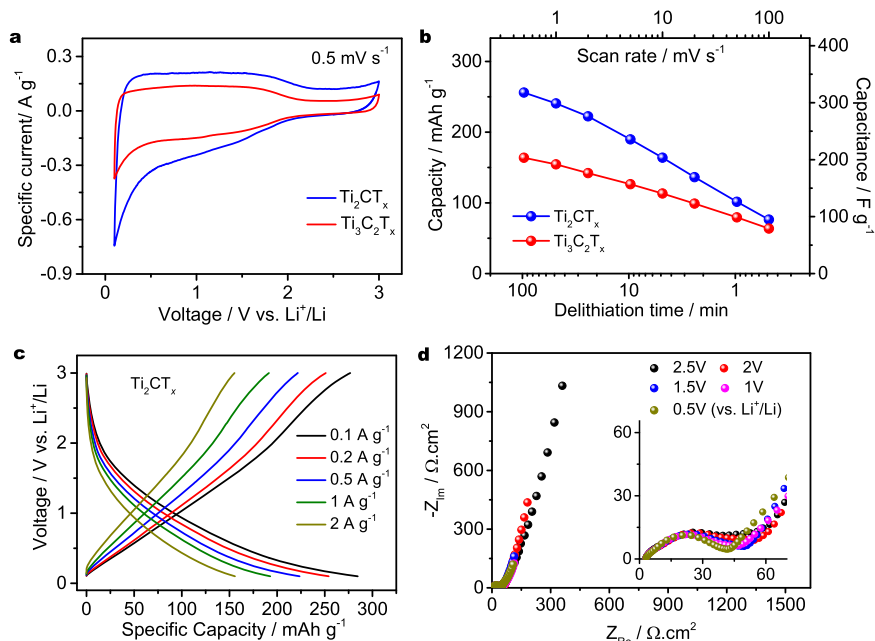 a
0.5 mV s⁻¹
0.3
0.0
-0.3
-0.6
-0.9
Specific current/ A g⁻¹
Ti₂CTₓ
Ti₃C₂Tₓ
0 1 2 3
Voltage / V vs. Li⁺/Li
b
1 10 100
Scan rate / mV s⁻¹
300
250
200
150
100
50
0
Capacity / mAh g⁻¹
400
300
200
100
0
Capacitance / F g⁻¹
Ti₂CTₓ
Ti₃C₂Tₓ
100 10 1
Delithiation time / min
c
Ti₂CTₓ
3
2
1
0
Voltage / V vs. Li⁺/Li
0.1 A g⁻¹
0.2 A g⁻¹
0.5 A g⁻¹
1 A g⁻¹
2 A g⁻¹
0 50 100 150 200 250 300
Specific Capacity / mAh g⁻¹
d
1200
900
600
300
0
-Z_Im / Ω.cm²
2.5V 2V
1.5V 1V
0.5V (vs. Li⁺/Li)
60
30
0
0 30 60
0 300 600 900 1200 1500
Z_Re / Ω.cm²